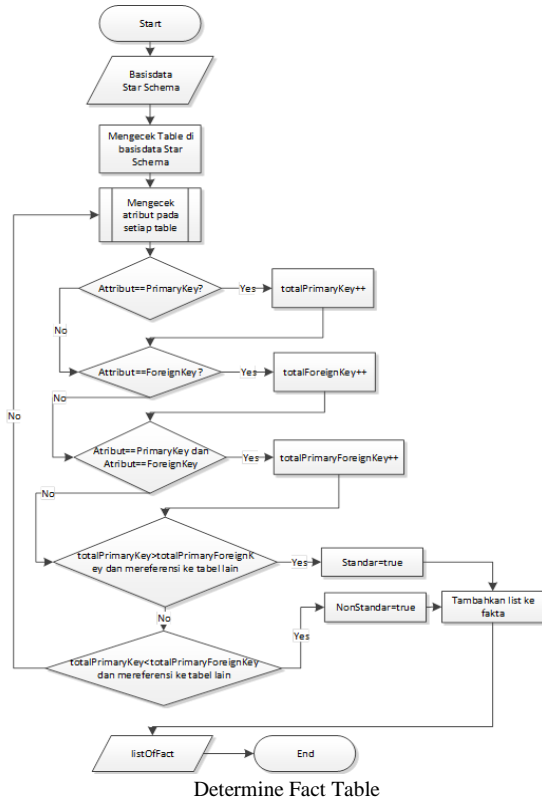 Start
Basisdata
Star Schema
Mengecek Table di
basisdata Star
Schema
Mengecek
atribut pada
setiap table
Attribut==PrimaryKey?
Yes
totalPrimaryKey++
No
Attribut==ForeignKey?
Yes
totalForeignKey++
No
No
Atribut==PrimaryKey dan
Atribut==ForeignKey
Yes
totalPrimaryForeignKey++
No
totalPrimaryKey>totalPrimaryForeignK
ey dan mereferensi ke tabel lain
Yes
Standar=true
No
NonStandar=true
Tambahkan list ke
fakta
Yes
totalPrimaryKey<totalPrimaryForeignKey
dan mereferensi ke tabel lain
listOfFact
End
Determine Fact Table